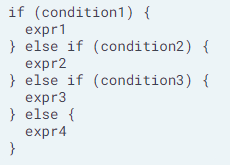 if (condition1) {
  expr1
} else if (condition2) {
  expr2
} else if (condition3) {
  expr3
} else {
  expr4
}